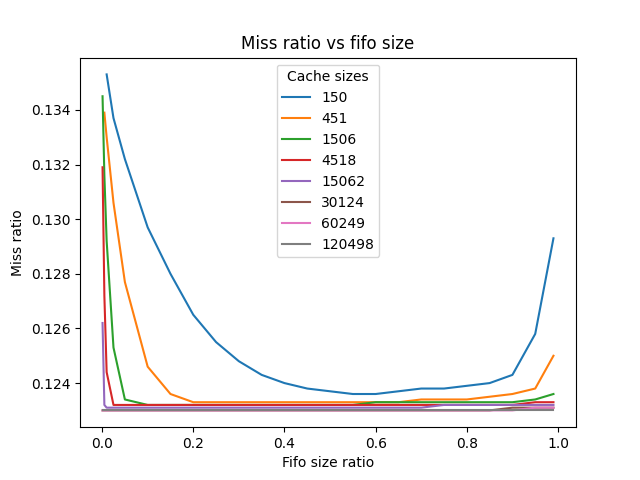 Miss ratio vs fifo size
Miss ratio
0.134
0.132
0.130
0.128
0.126
0.124
Cache sizes
150
451
1506
4518
15062
30124
60249
120498
0.0 0.2 0.4 0.6 0.8 1.0
Fifo size ratio